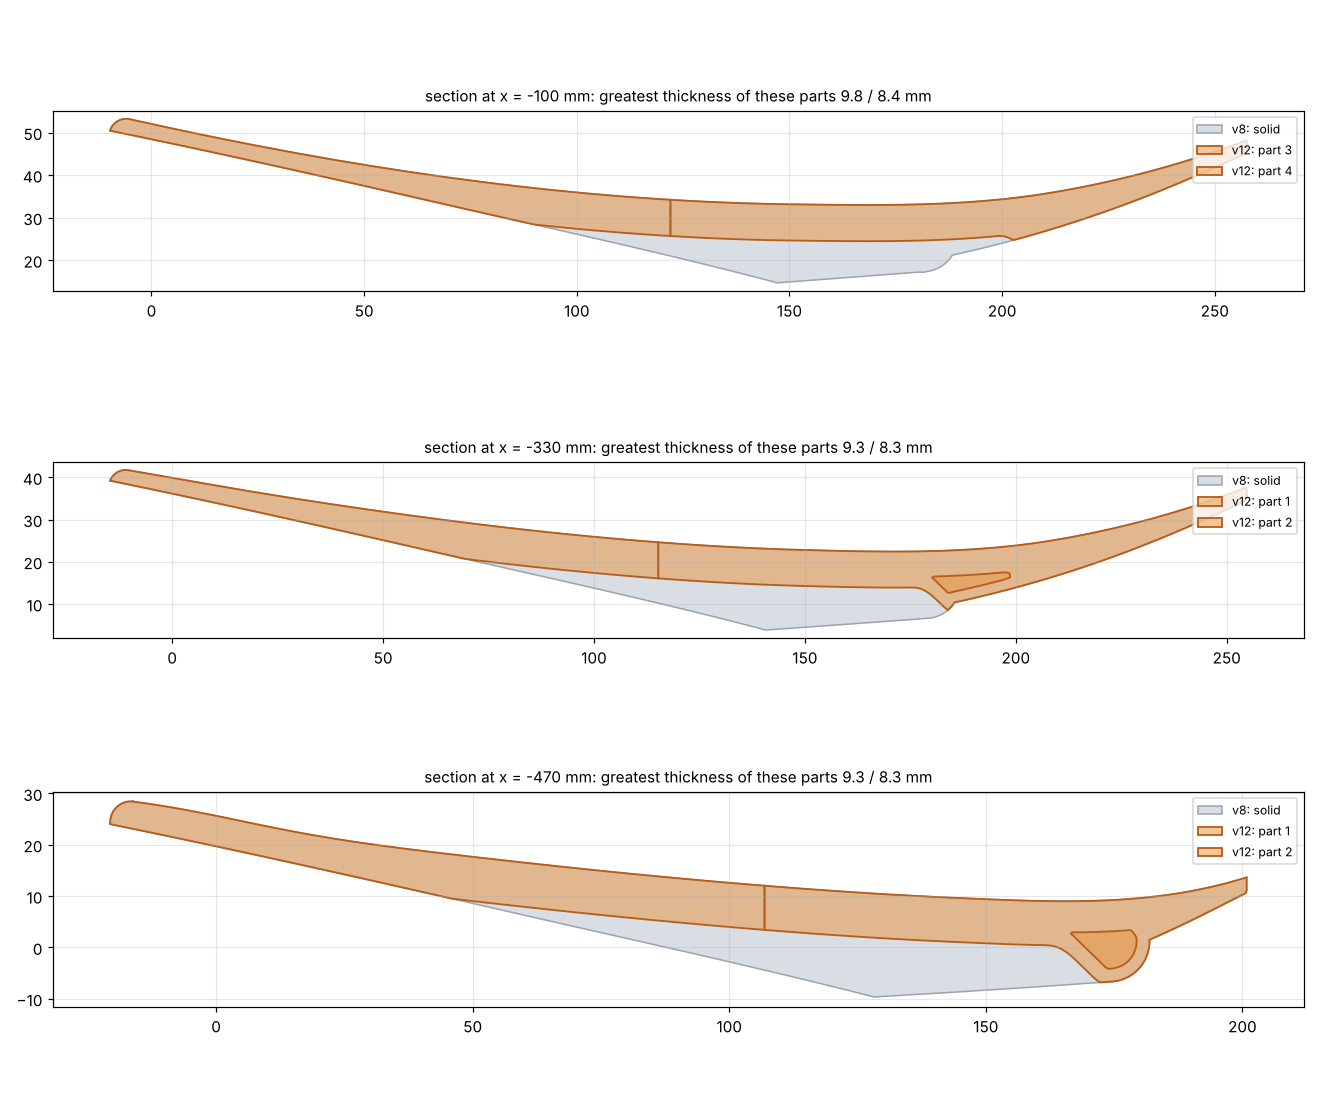 section at x = -100 mm: greatest thickness of these parts 9.8 / 8.4 mm
v8: solid
v12: part 3
v12: part 4
50
40
30
20
0
50
100
150
200
250
section at x = -330 mm: greatest thickness of these parts 9.3 / 8.3 mm
v8: solid
v12: part 1
v12: part 2
40
30
20
10
0
50
100
150
200
250
section at x = -470 mm: greatest thickness of these parts 9.3 / 8.3 mm
v8: solid
v12: part 1
v12: part 2
30
20
10
0
−10
0
50
100
150
200